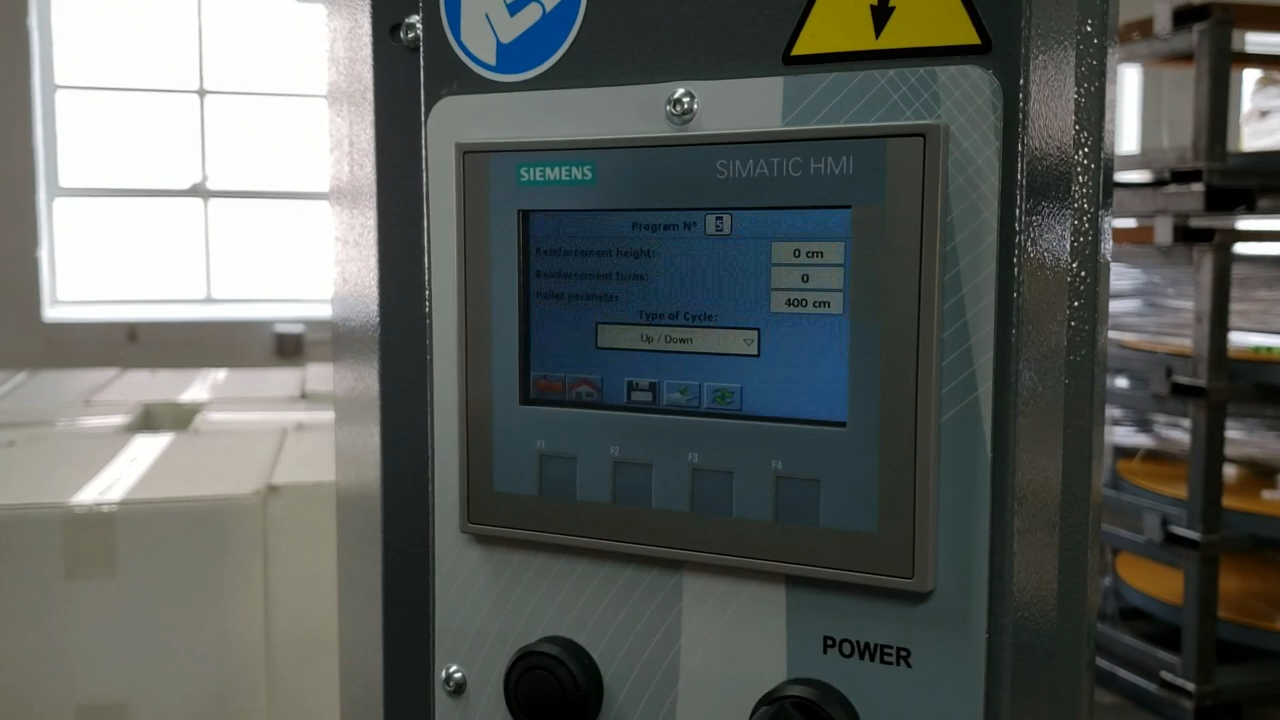 SIEMENS
SIMATIC HMI
Program N° 5
Reinforcement height: 0 cm
Reinforcement turns: 0
Pallet perimeter 400 cm
Type of Cycle:
Up / Down
F1 F2 F3 F4
POWER